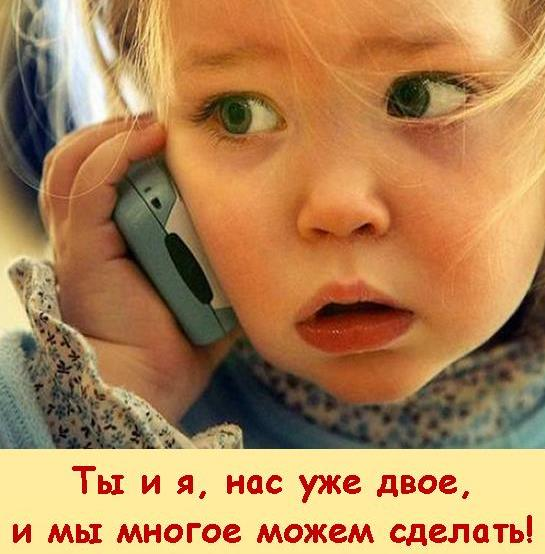 Ты и я, нас уже двое,
и мы многое можем сделать!